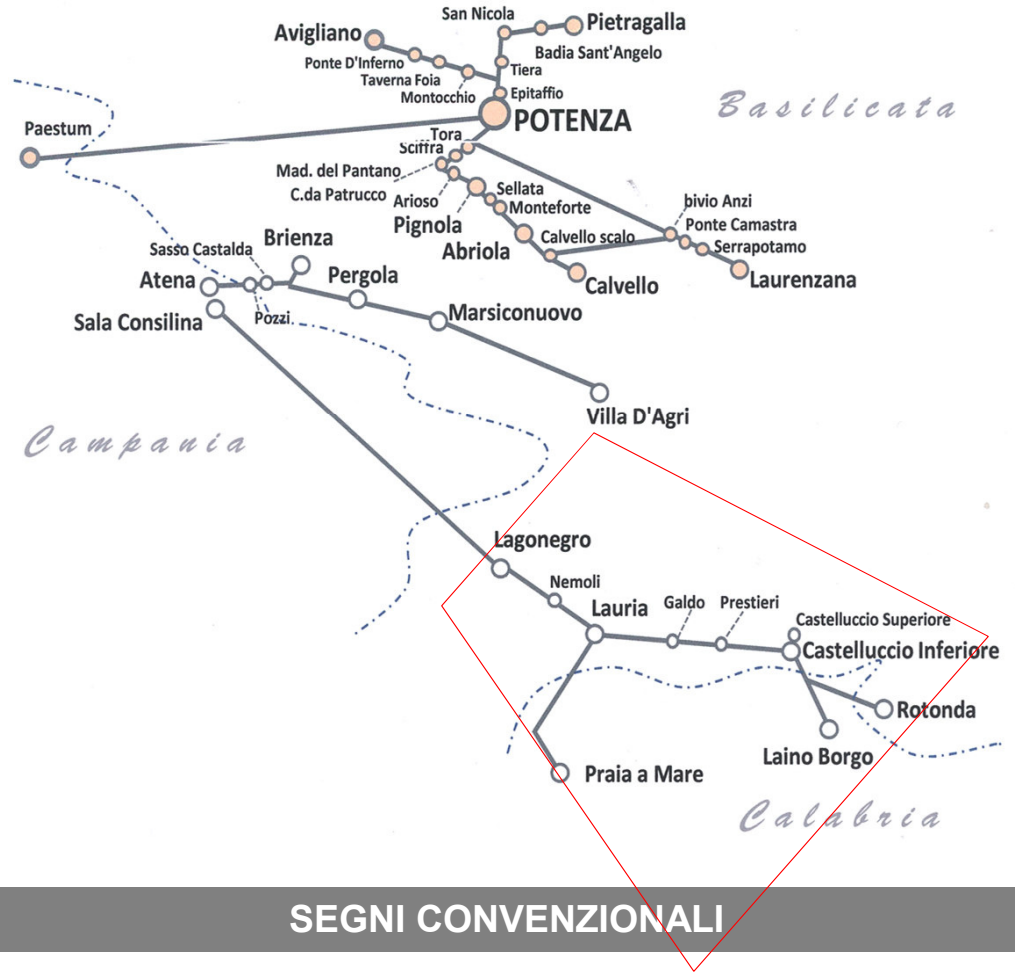 San Nicola
Pietragalla
Avigliano
Badia Sant'Angelo
Ponte D'Inferno
Tiera
Taverna Foia
Montocchio
Epitaffio
Basilicata
POTENZA
Paestum
Tora
Sciffra
Mad. del Pantano
C.da Patrucco
Arioso
Sellata
Monteforte
bivio Anzi
Pignola
Ponte Camastra
Calvello scalo
Serrapotamo
Abriola
Laurenzana
Calvello
Brienza
Sasso Castalda
Pergola
Atena
Marsiconuovo
Sala Consilina
Pozzi
Villa D'Agri
Campania
Lagonegro
Nemoli
Lauria
Galdo
Prestieri
Castelluccio Superiore
Castelluccio Inferiore
Rotonda
Laino Borgo
Praia a Mare
Calabria
SEGNI CONVENZIONALI